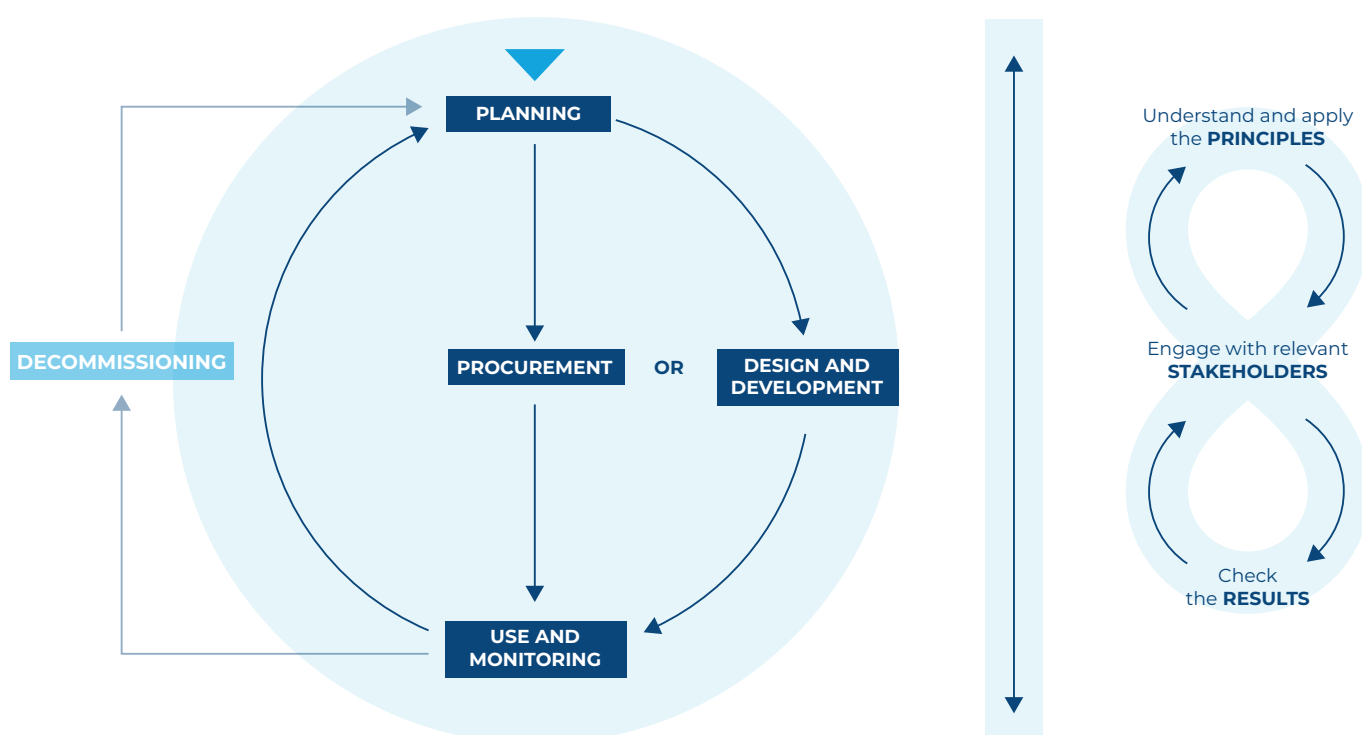 PLANNING
DECOMMISSIONING
PROCUREMENT
OR
DESIGN AND
DEVELOPMENT
USE AND
MONITORING
Understand and apply
the PRINCIPLES
Engage with relevant
STAKEHOLDERS
Check
the RESULTS